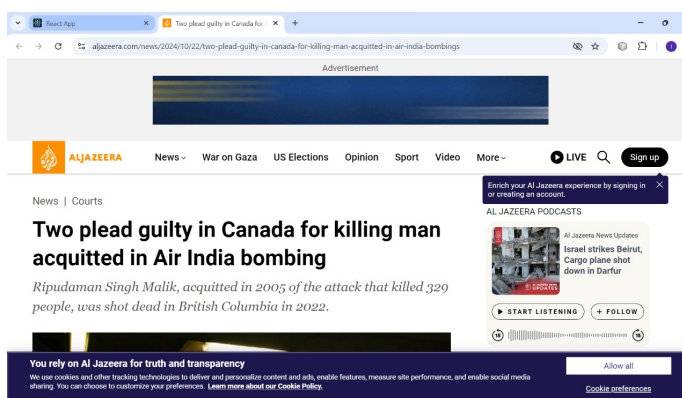 React App
Two plead guilty in Canada for
aljazeera.com/news/2024/10/22/two-plead-guilty-in-canada-for-killing-man-acquitted-in-air-india-bombings
Advertisement
ALJAZEERA
News
War on Gaza
US Elections
Opinion
Sport
Video
More
LIVE
Sign up
Enrich your Al Jazeera experience by signing in
or creating an account.
News | Courts
Two plead guilty in Canada for killing man
acquitted in Air India bombing
Ripudaman Singh Malik, acquitted in 2005 of the attack that killed 329
people, was shot dead in British Columbia in 2022.
AL JAZEERA PODCASTS
Al Jazeera News Updates
Israel strikes Beirut,
Cargo plane shot
down in Darfur
START LISTENING
+ FOLLOW
15
15
You rely on Al Jazeera for truth and transparency
We use cookies and other tracking technologies to deliver and personalize content and ads, enable features, measure site performance, and enable social media
sharing. You can choose to customize your preferences. Learn more about our Cookie Policy.
Allow all
Cookie preferences